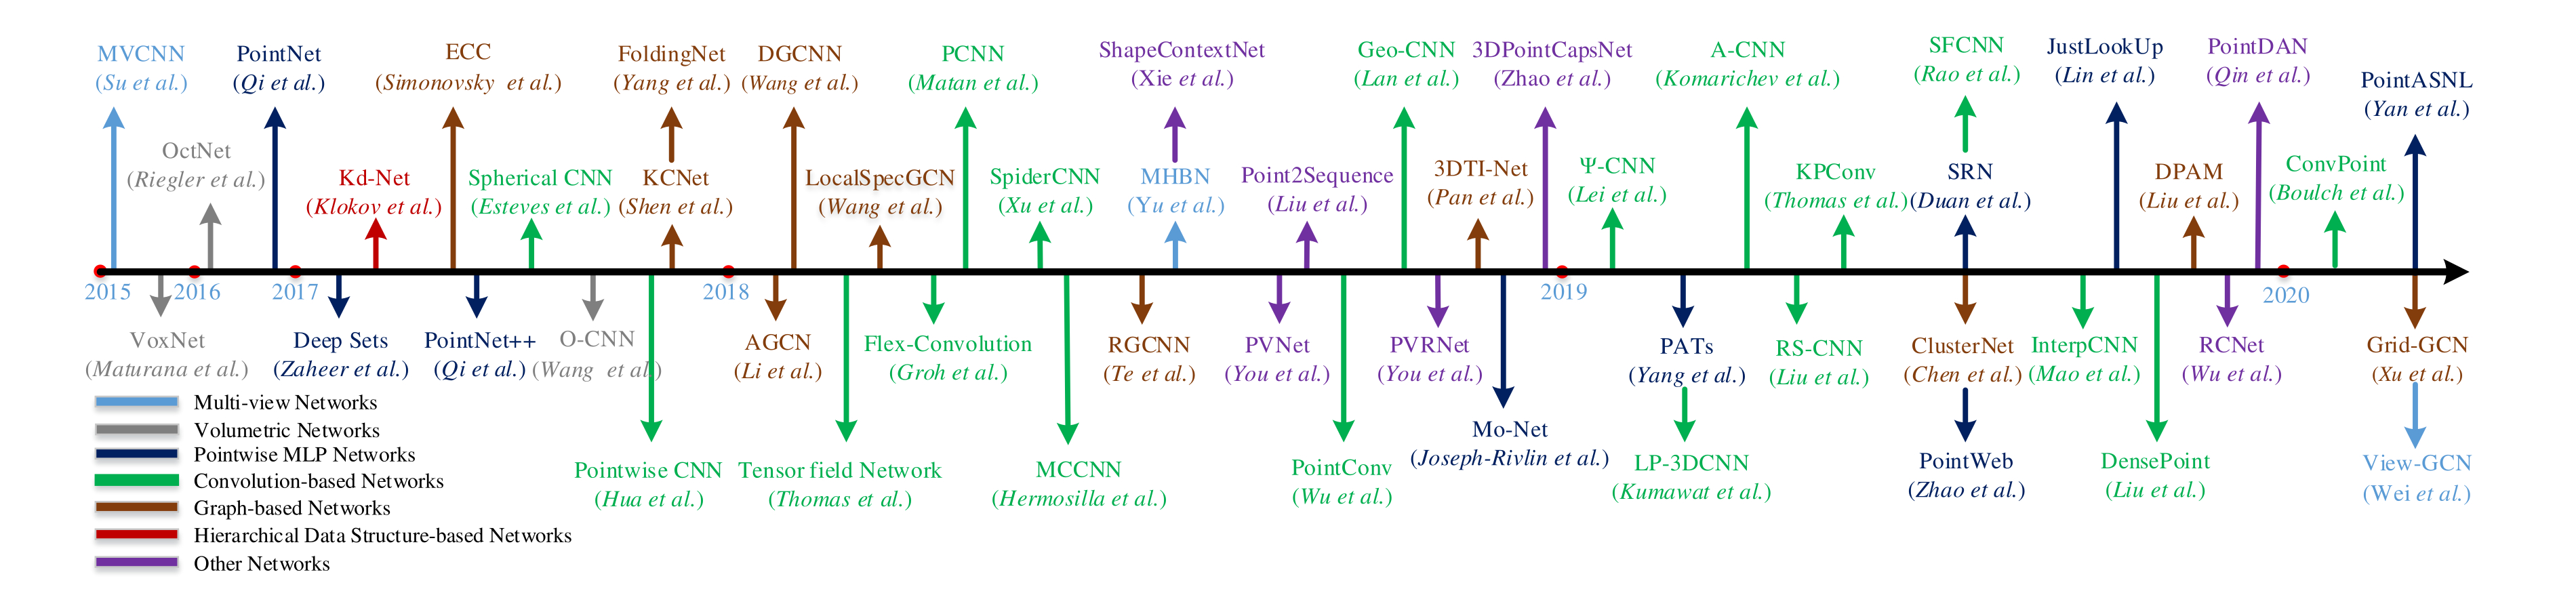 MVCNN
(Su et al.)
PointNet
(Qi et al.)
ECC
(Simonovsky et al.)
FoldingNet
(Yang et al.)
DGCNN
(Wang et al.)
PCNN
(Matan et al.)
ShapeContextNet
(Xie et al.)
Geo-CNN
(Lan et al.)
3DPointCapsNet
(Zhao et al.)
A-CNN
(Komarichev et al.)
SFCNN
(Rao et al.)
JustLookUp
(Lin et al.)
PointDAN
(Qin et al.)
PointASNL
(Yan et al.)
OctNet
(Riegler et al.)
Kd-Net
(Klokov et al.)
Spherical CNN
(Esteves et al.)
KCNet
(Shen et al.)
LocalSpecGCN
(Wang et al.)
SpiderCNN
(Xu et al.)
MHBN
(Yu et al.)
Point2Sequence
(Liu et al.)
3DTI-Net
(Pan et al.)
Ψ-CNN
(Lei et al.)
KPConv
(Thomas et al.)
SRN
(Duan et al.)
DPAM
(Liu et al.)
ConvPoint
(Boulch et al.)
2015
2016
2017
2018
2019
2020
VoxNet
(Maturana et al.)
Deep Sets
(Zaheer et al.)
PointNet++
(Qi et al.)
O-CNN
(Wang et al.)
AGCN
(Li et al.)
Flex-Convolution
(Groh et al.)
RGCNN
(Te et al.)
PVNet
(You et al.)
PVRNet
(You et al.)
PATs
(Yang et al.)
RS-CNN
(Liu et al.)
ClusterNet
(Chen et al.)
InterpCNN
(Mao et al.)
RCNet
(Wu et al.)
Grid-GCN
(Xu et al.)
Pointwise CNN
(Hua et al.)
Tensor field Network
(Thomas et al.)
MCCNN
(Hermosilla et al.)
PointConv
(Wu et al.)
Mo-Net
(Joseph-Rivlin et al.)
LP-3DCNN
(Kumawat et al.)
PointWeb
(Zhao et al.)
DensePoint
(Liu et al.)
View-GCN
(Wei et al.)
Multi-view Networks
Volumetric Networks
Pointwise MLP Networks
Convolution-based Networks
Graph-based Networks
Hierarchical Data Structure-based Networks
Other Networks